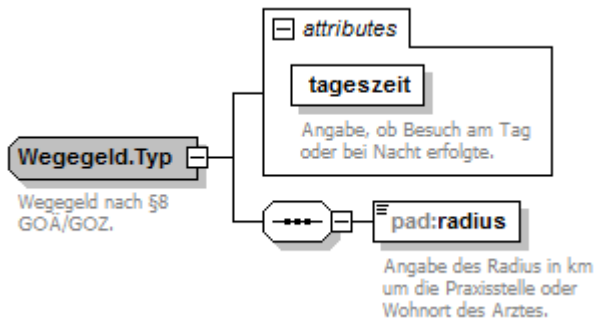 attributes
tageszeit
Angabe, ob Besuch am Tag
oder bei Nacht erfolgte.
Wegegeld.Typ
Wegegeld nach §8
GOÄ/GOZ.
pad:radius
Angabe des Radius in km
um die Praxisstelle oder
Wohnort des Arztes.